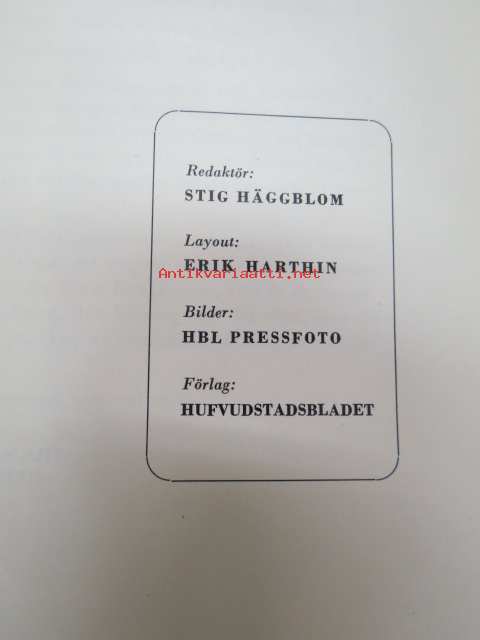 Redaktör:
STIG HÄGGBLOM
Layout:
ERIK HARTHIN
Antikvariaatti.net
Bilder:
HBL PRESSFOTO
Förlag:
HUFVUDSTADSBLADET